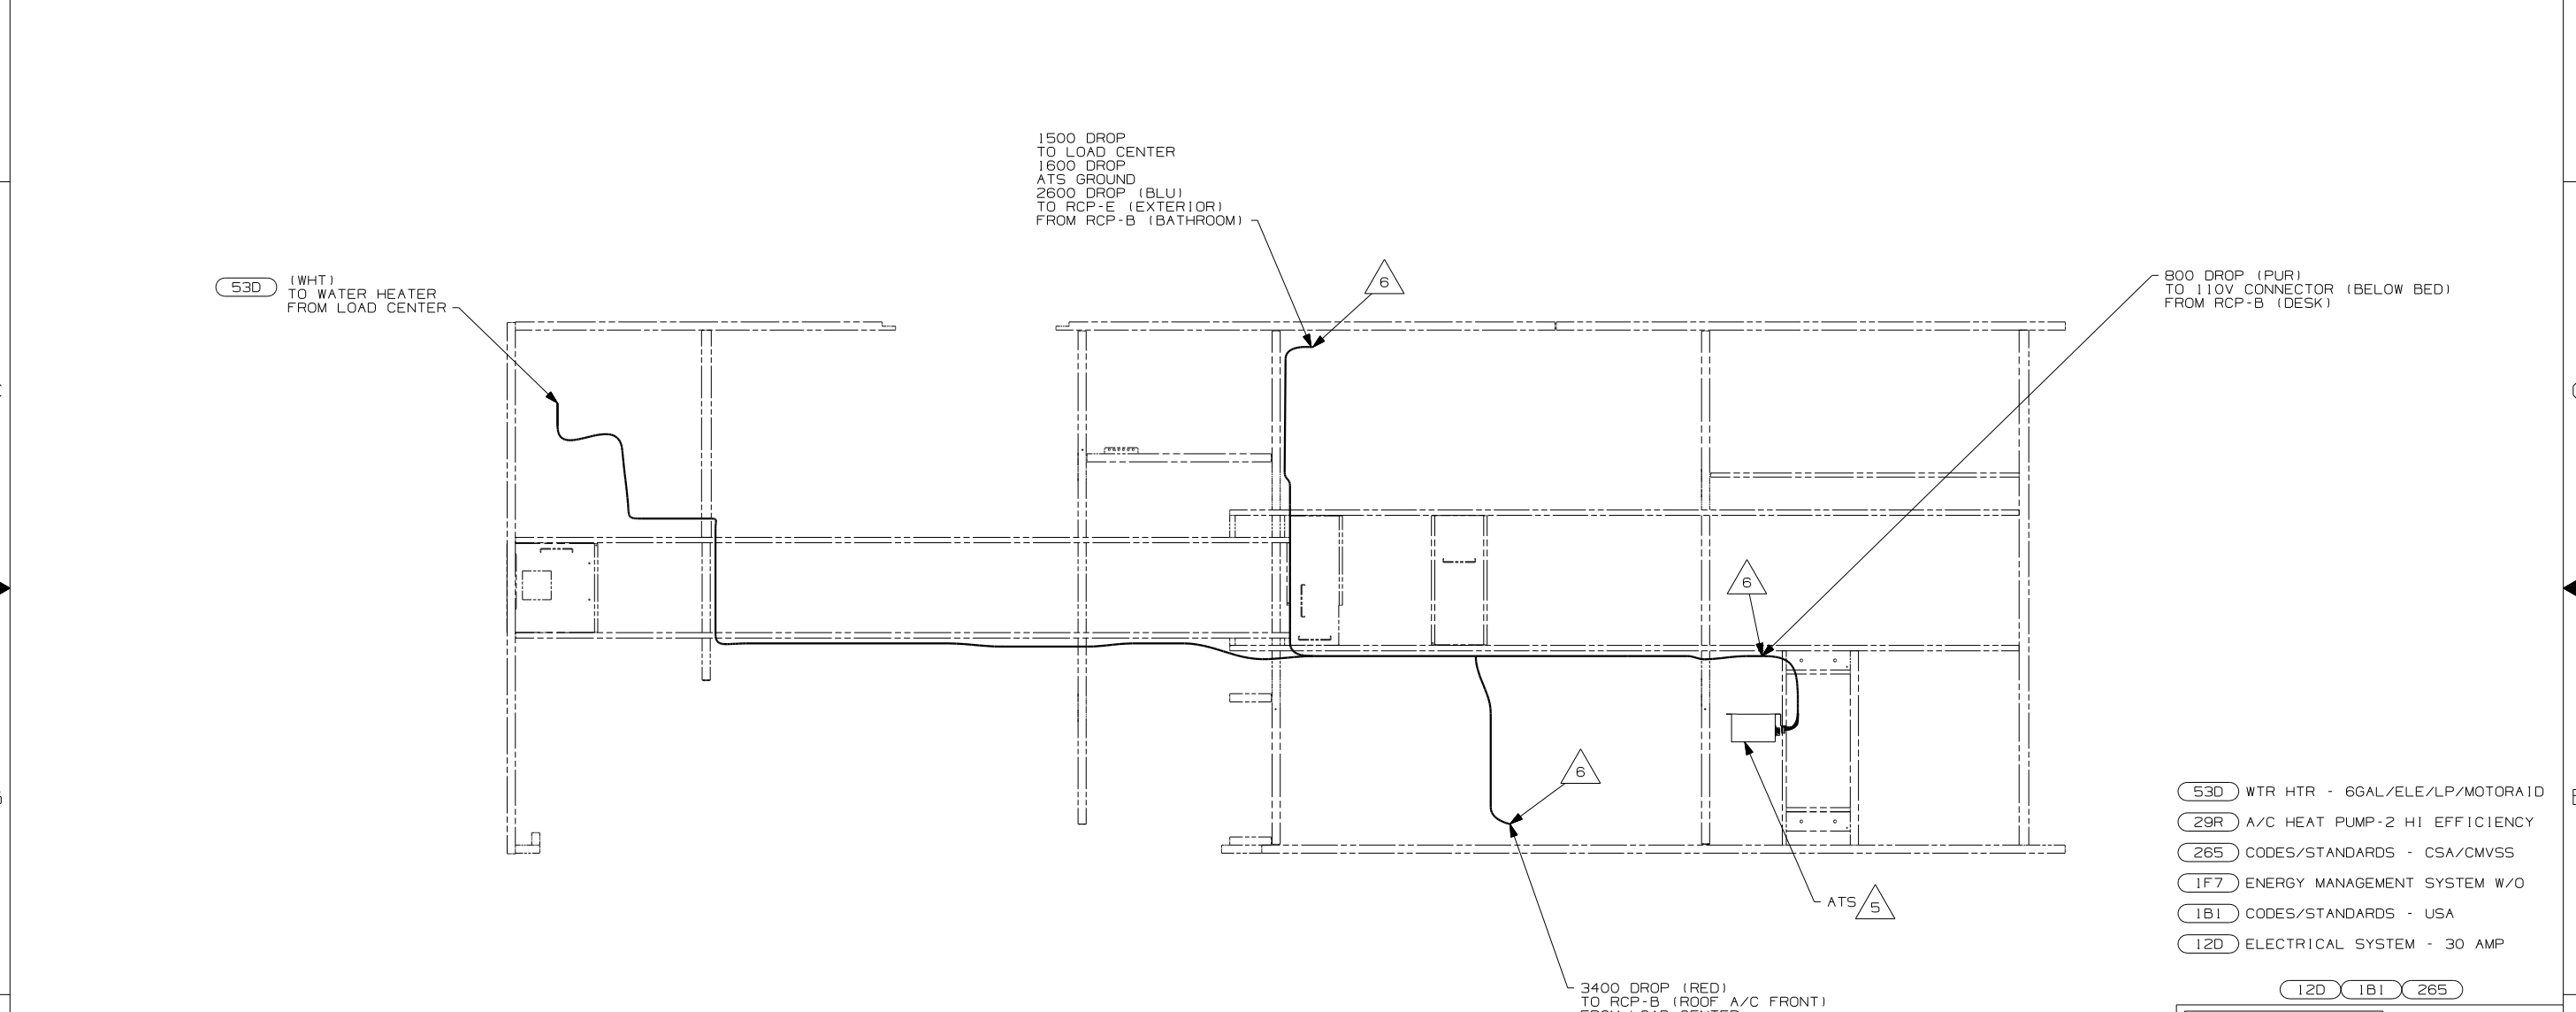 1500 DROP
TO LOAD CENTER
1600 DROP
ATS GROUND
2600 DROP (BLU)
TO RCP-E (EXTERIOR)
FROM RCP-B (BATHROOM)
6
53D
(WHT)
TO WATER HEATER
FROM LOAD CENTER
800 DROP (PUR)
TO 110V CONNECTOR (BELOW BED)
FROM RCP-B (DESK)
6
6
ATS 5
3400 DROP (RED)
TO RCP-B (ROOF A/C FRONT)
FROM LOAD CENTER
53D WTR HTR - 6GAL/ELE/LP/MOTORAID
29R A/C HEAT PUMP-2 HI EFFICIENCY
265 CODES/STANDARDS - CSA/CMVSS
1F7 ENERGY MANAGEMENT SYSTEM W/O
1B1 CODES/STANDARDS - USA
12D ELECTRICAL SYSTEM - 30 AMP
12D 1B1 265